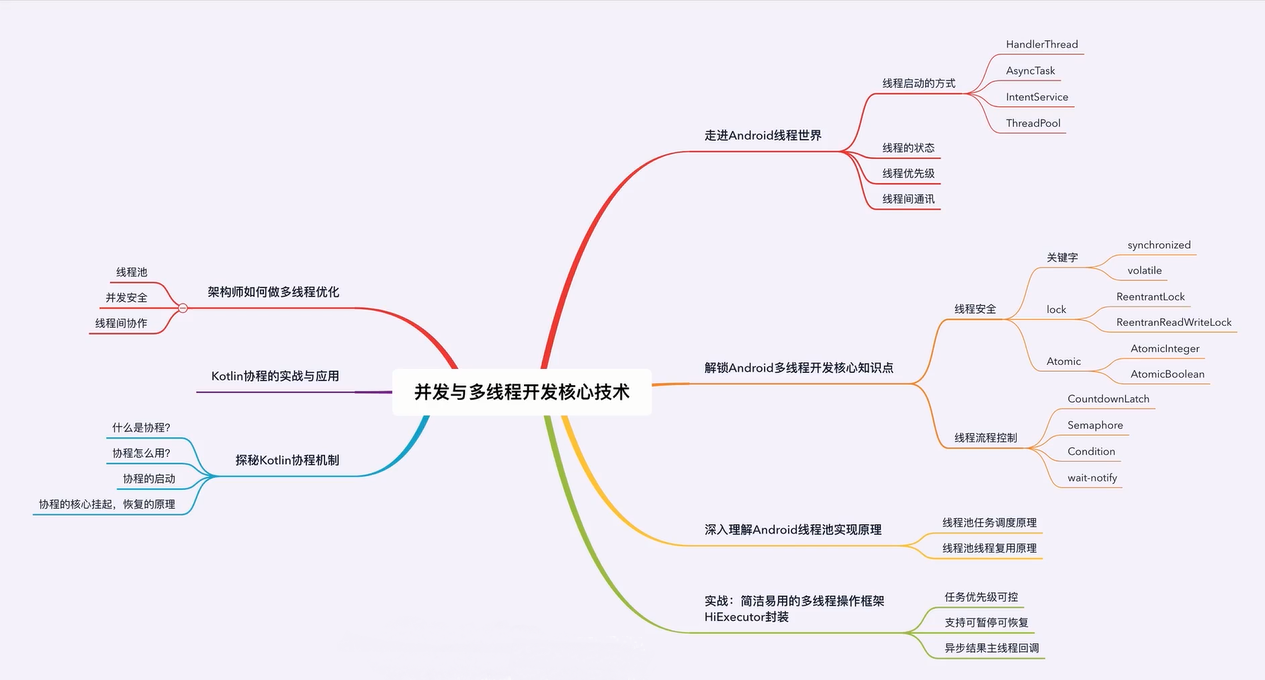 并发与多线程开发核心技术
走进Android线程世界
线程启动的方式
HandlerThread
AsyncTask
IntentService
ThreadPool
线程的状态
线程优先级
线程间通讯
解锁Android多线程开发核心知识点
线程安全
关键字
synchronized
volatile
lock
ReentrantLock
ReentranReadWriteLock
Atomic
AtomicInteger
AtomicBoolean
线程流程控制
CountdownLatch
Semaphore
Condition
wait-notify
深入理解Android线程池实现原理
线程池任务调度原理
线程池线程复用原理
实战：简洁易用的多线程操作框架
HiExecutor封装
任务优先级可控
支持可暂停可恢复
异步结果主线程回调
架构师如何做多线程优化
线程池
并发安全
线程间协作
Kotlin协程的实战与应用
探秘Kotlin协程机制
什么是协程？
协程怎么用？
协程的启动
协程的核心挂起，恢复的原理